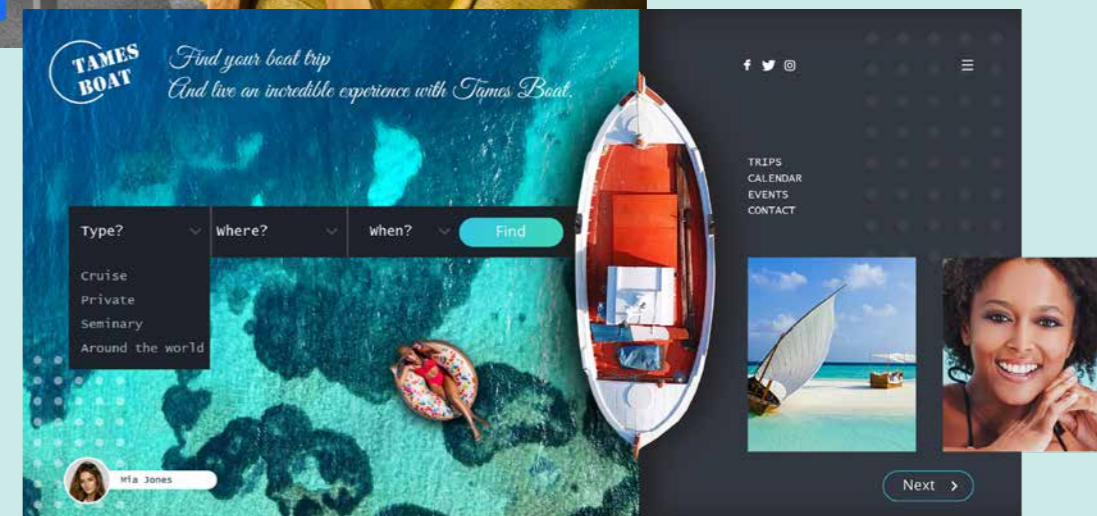 TAMES
BOAT
Find your boat trip
And live an incredible experience with Tames Boat.
TRIPS
CALENDAR
EVENTS
CONTACT
Type?
Where?
When?
Find
Cruise
Private
Seminary
Around the world
Mia Jones
Next